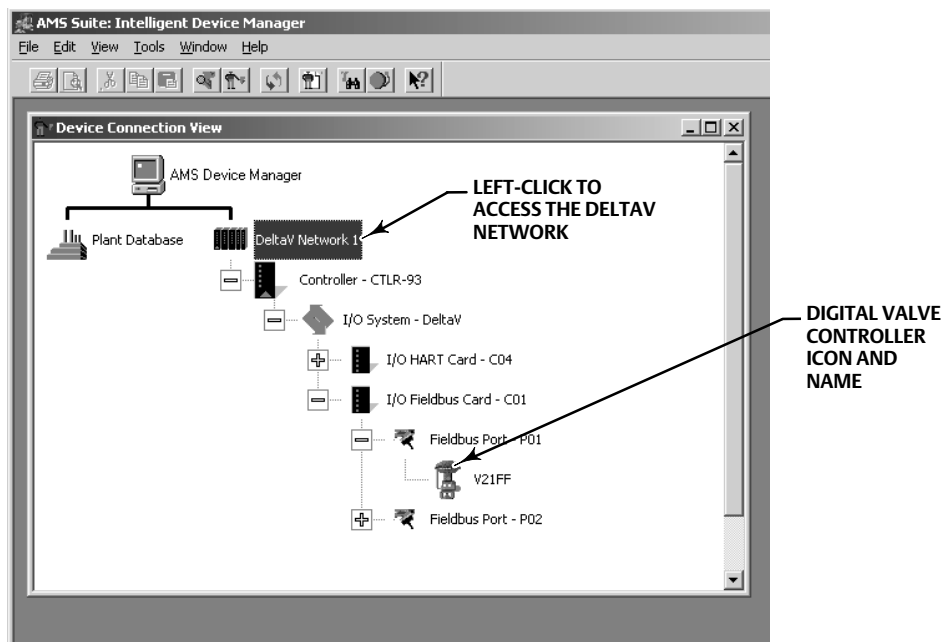 AMS Suite: Intelligent Device Manager
File Edit View Tools Window Help
Device Connection View
AMS Device Manager
LEFT-CLICK TO
ACCESS THE DELTAV
NETWORK
Plant Database
DeltaV Network 1
Controller - CTLR-93
I/O System - DeltaV
DIGITAL VALVE
CONTROLLER
ICON AND
NAME
I/O HART Card - C04
I/O Fieldbus Card - C01
Fieldbus Port - P01
V21FF
Fieldbus Port - P02